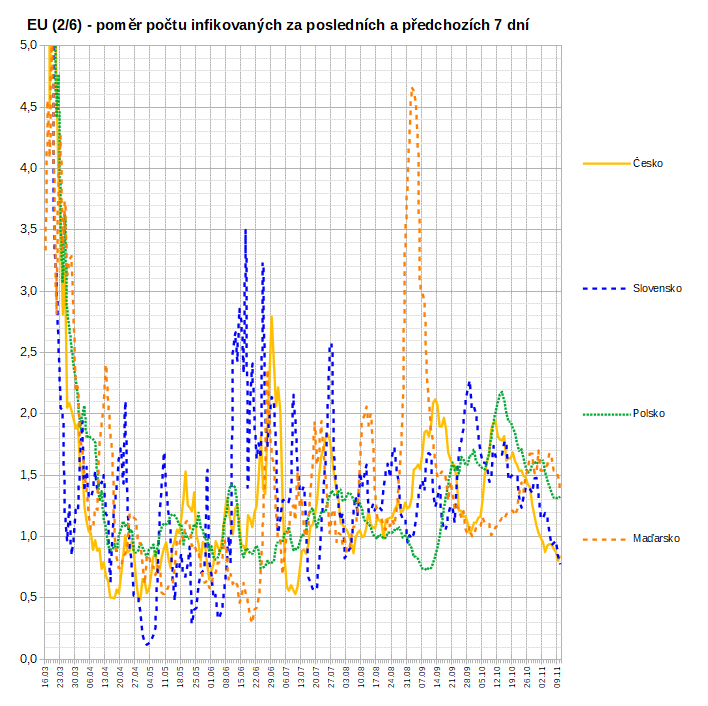 EU (2/6) - poměr počtu infikovaných za posledních a předchozích 7 dní
5,0
4,5
4,0
3,5
3,0
2,5
2,0
1,5
1,0
0,5
0,0
Česko
Slovensko
Polsko
Maďarsko
16.03 23.03 30.03 06.04 13.04 20.04 27.04 04.05 11.05 18.05 25.05 01.06 08.06 15.06 22.06 29.06 06.07 13.07 20.07 27.07 03.08 10.08 17.08 24.08 31.08 07.09 14.09 21.09 28.09 05.10 12.10 19.10 26.10 02.11 09.11